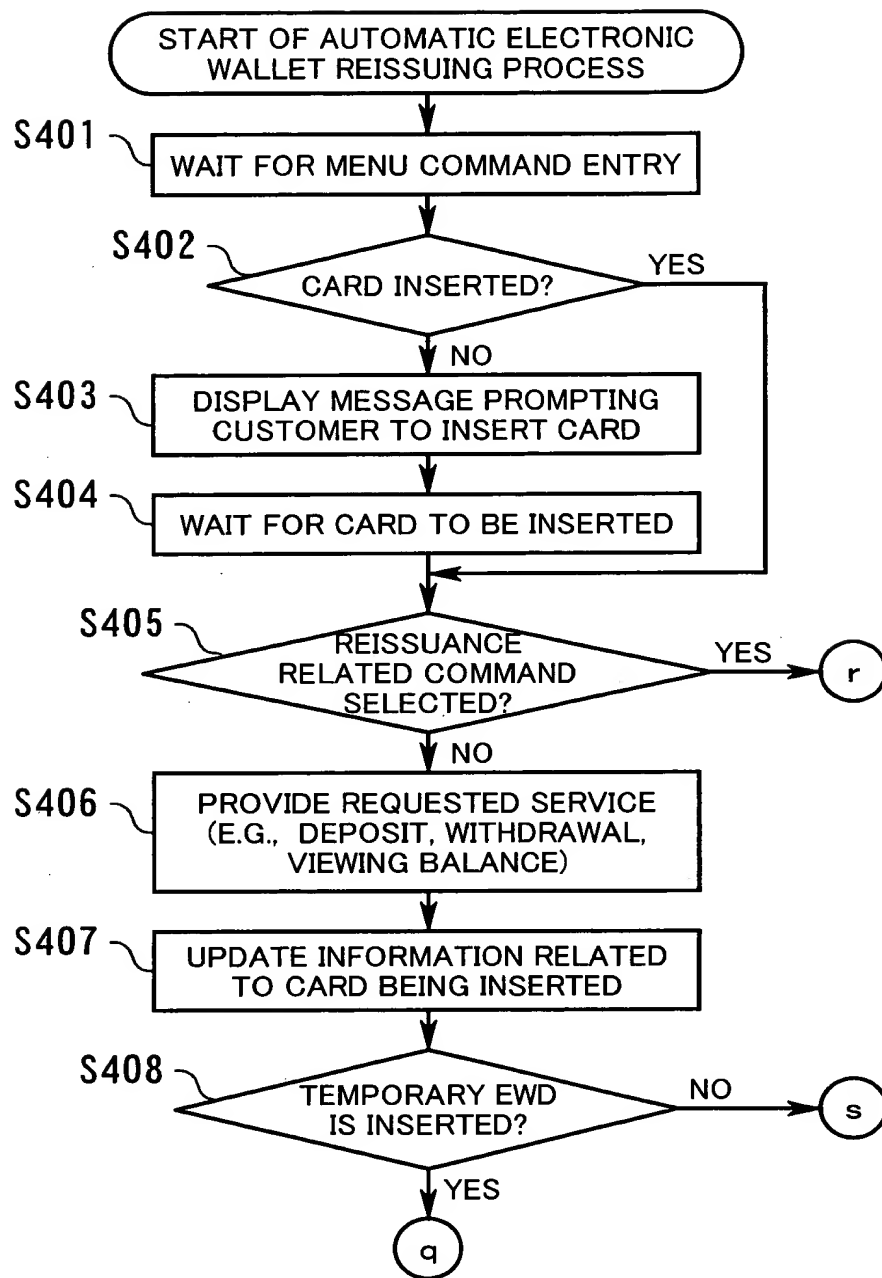 START OF AUTOMATIC ELECTRONIC
WALLET REISSUING PROCESS
S401
WAIT FOR MENU COMMAND ENTRY
S402
CARD INSERTED?
YES
NO
S403
DISPLAY MESSAGE PROMPTING
CUSTOMER TO INSERT CARD
S404
WAIT FOR CARD TO BE INSERTED
S405
REISSUANCE
RELATED COMMAND
SELECTED?
YES
r
NO
S406
PROVIDE REQUESTED SERVICE
(E.G., DEPOSIT, WITHDRAWAL,
VIEWING BALANCE)
S407
UPDATE INFORMATION RELATED
TO CARD BEING INSERTED
S408
TEMPORARY EWD
IS INSERTED?
NO
s
YES
q